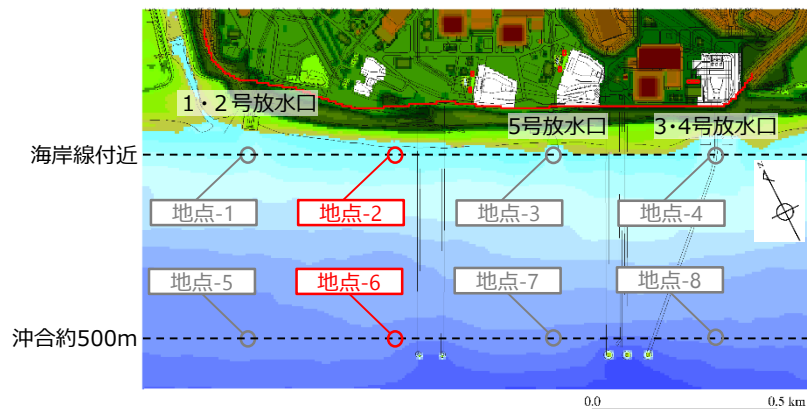 1・2号放水口
5号放水口
3・4号放水口
海岸線付近
N
地点-1
地点-2
地点-3
地点-4
地点-5
地点-6
地点-7
地点-8
沖合約500m
0.0
0.5 km